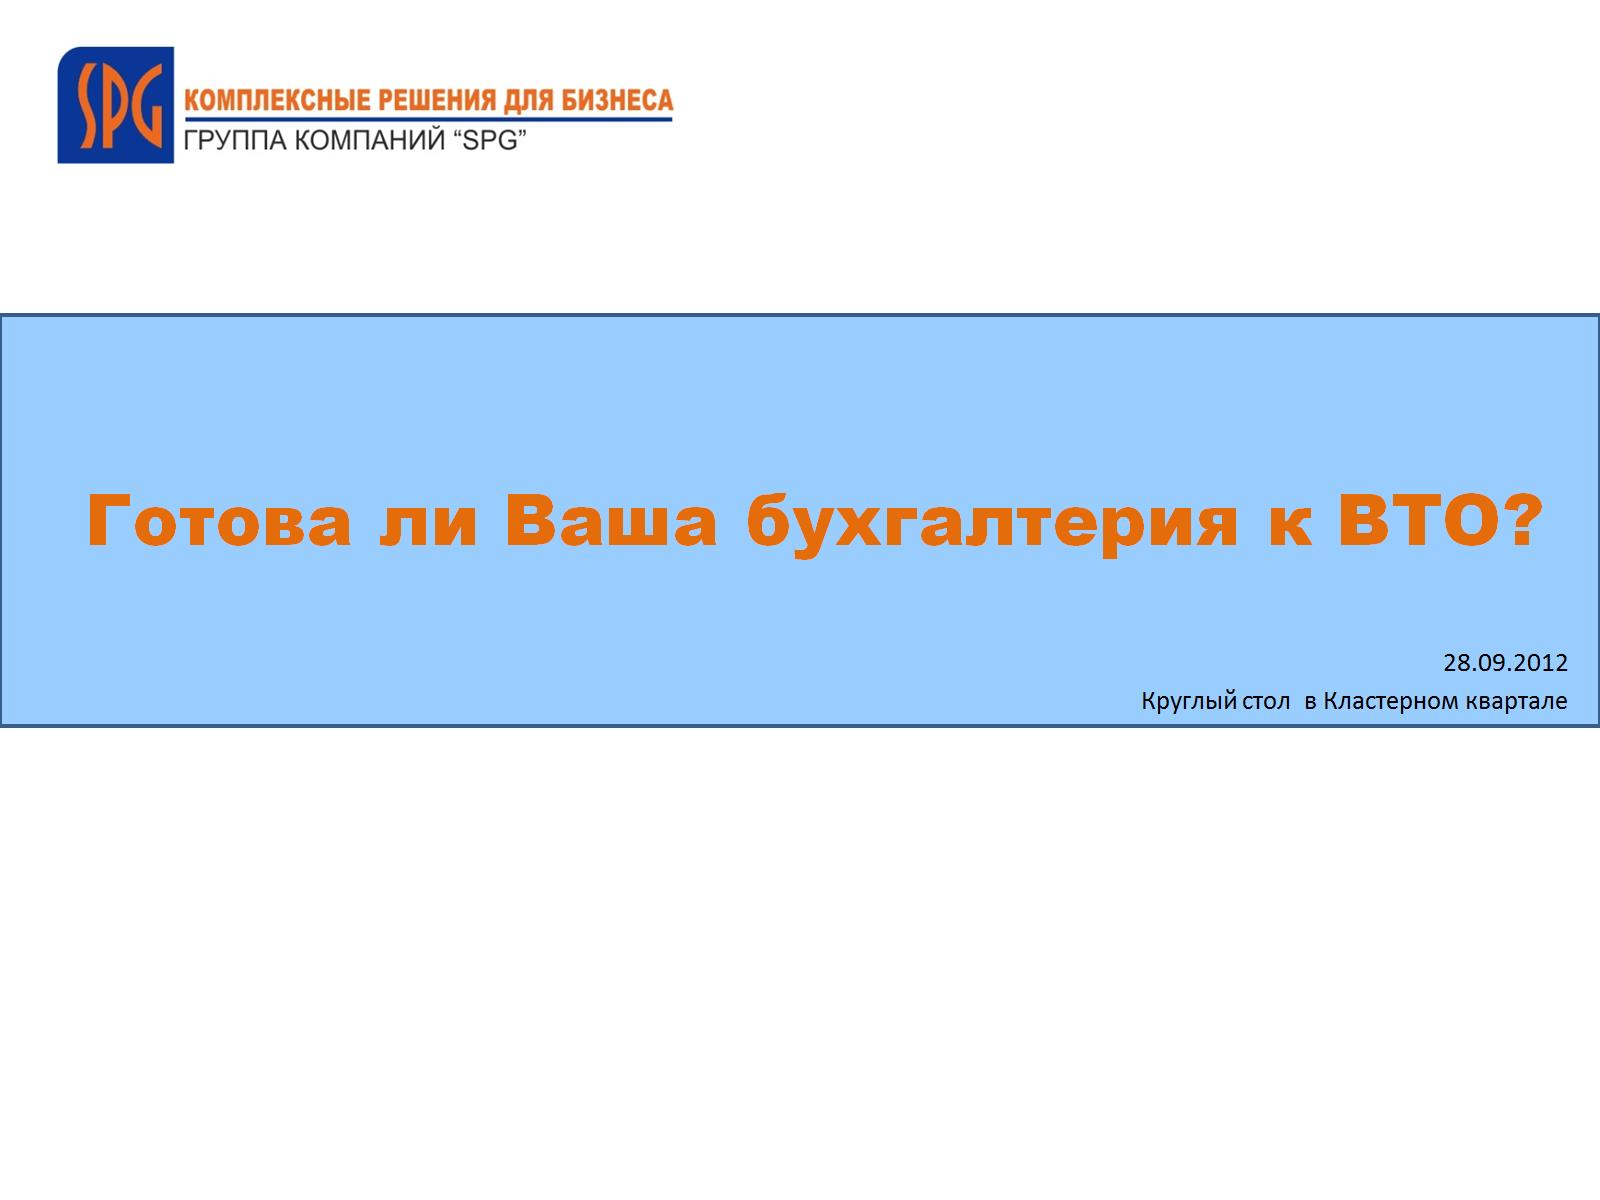 SPG
КОМПЛЕКСНЫЕ РЕШЕНИЯ ДЛЯ БИЗНЕСА
ГРУППА КОМПАНИЙ “SPG”
Готова ли Ваша бухгалтерия к ВТО?
28.09.2012
Круглый стол в Кластерном квартале